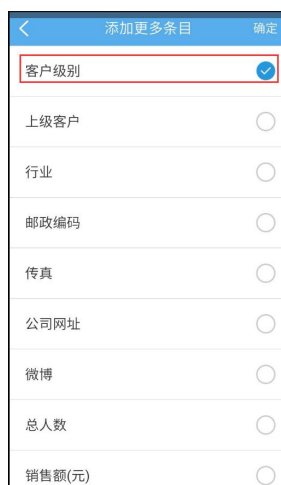 添加更多条目 确定
客户级别
上级客户
行业
邮政编码
传真
公司网址
微博
总人数
销售额(元)